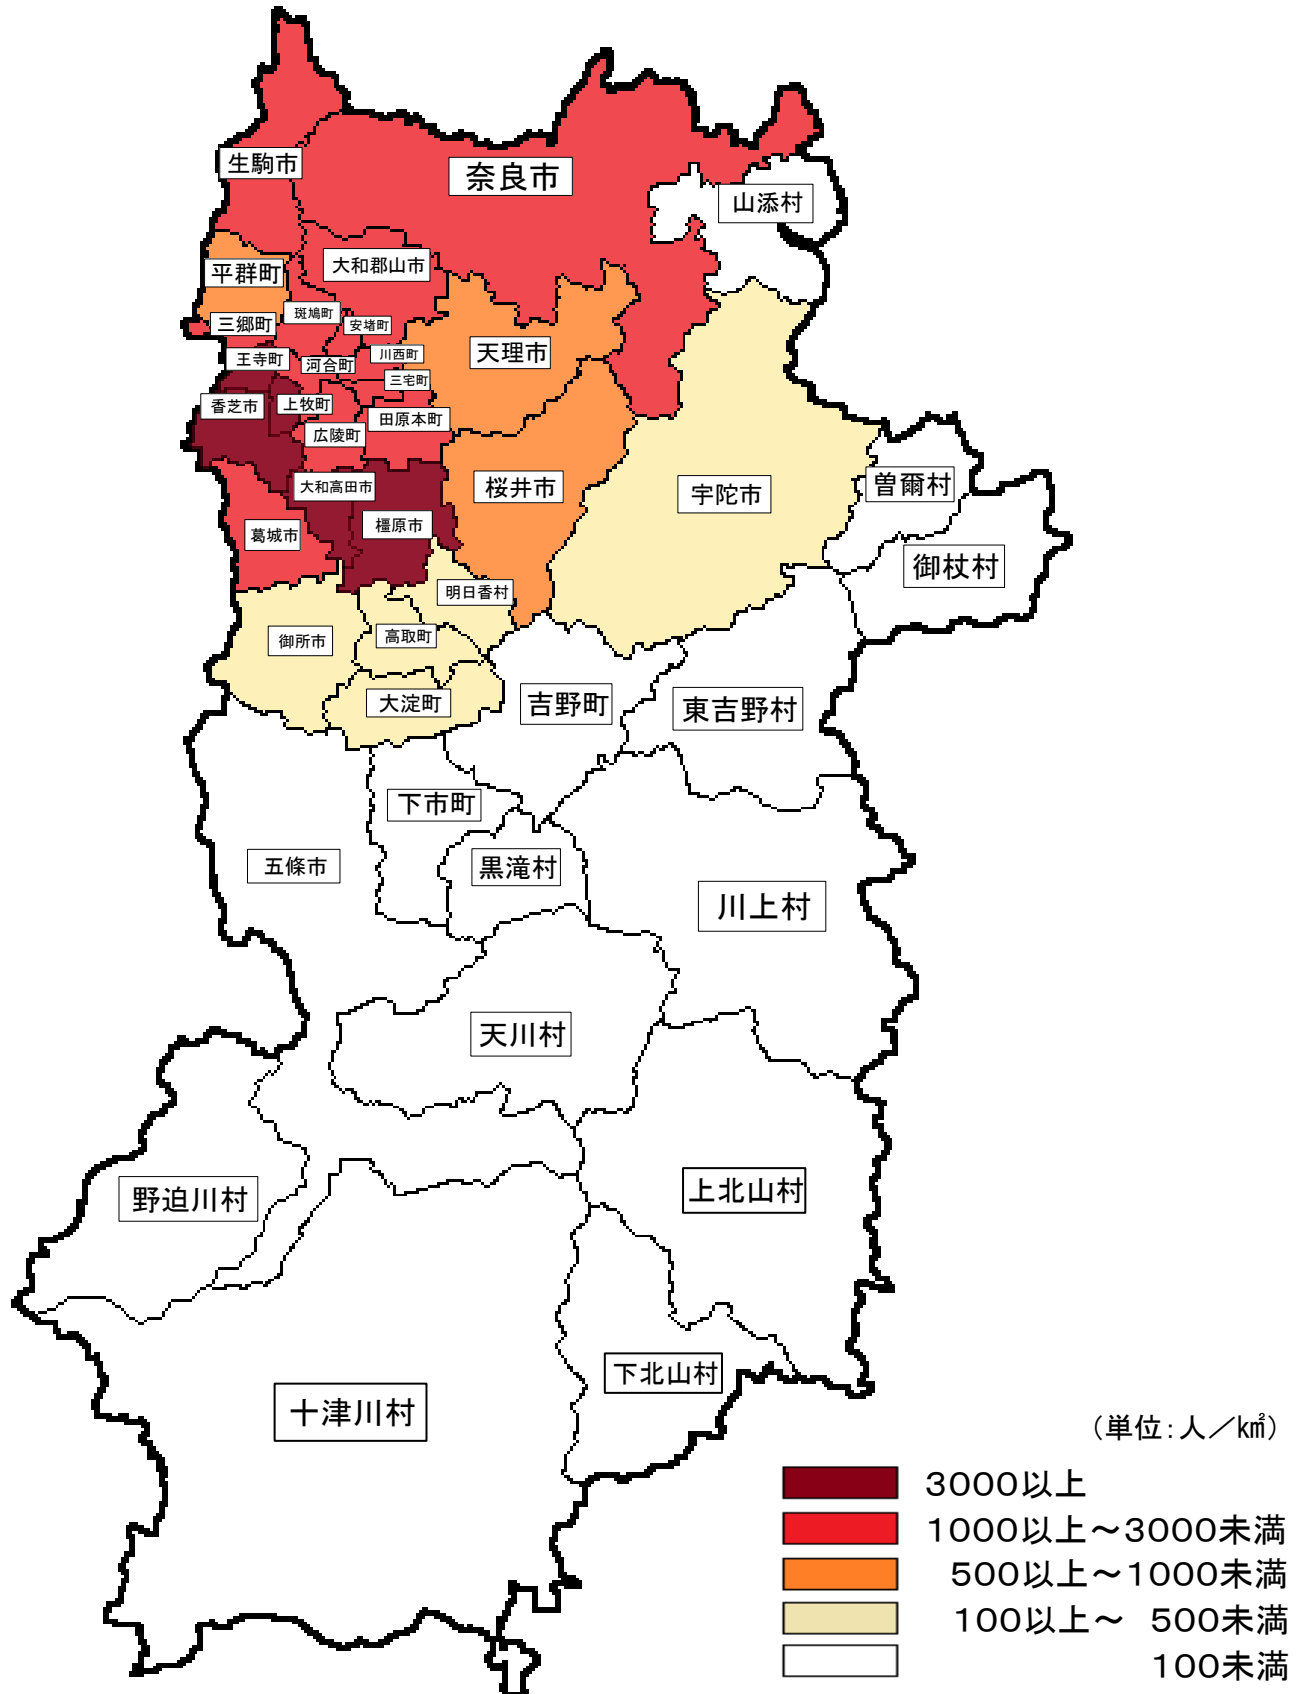 生駒市
奈良市
山添村
平群町
大和郡山市
斑鳩町
三郷町
安堵町
王寺町
河合町
川西町
天理市
三宅町
香芝市
上牧町
田原本町
広陵町
大和高田市
桜井市
宇陀市
曽爾村
葛城市
橿原市
御杖村
明日香村
御所市
高取町
大淀町
吉野町
東吉野村
下市町
五條市
黒滝村
川上村
天川村
野迫川村
上北山村
下北山村
十津川村
（単位：人／k㎡）
3000以上
1000以上～3000未満
500以上～1000未満
100以上～ 500未満
100未満